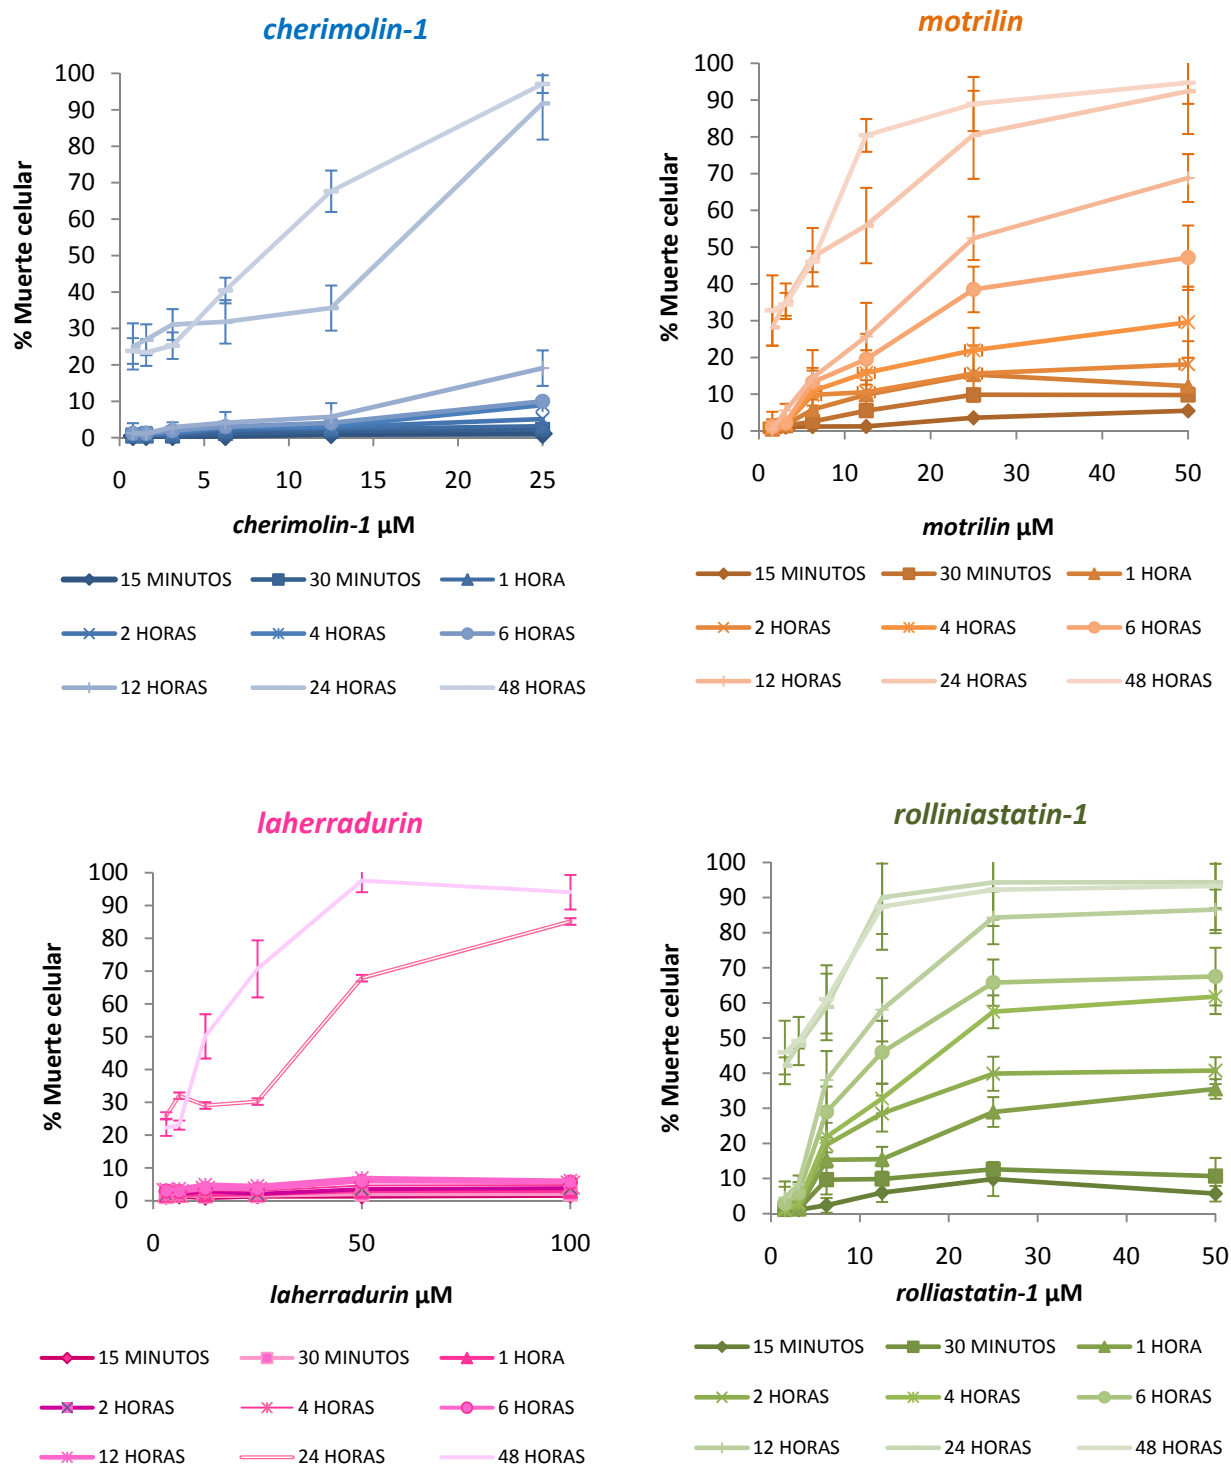 cherimolin-1
100
90
80
70
60
50
40
30
20
10
0
% Muerte celular
0 5 10 15 20 25
cherimolin-1 µM
15 MINUTOS 30 MINUTOS 1 HORA
2 HORAS 4 HORAS 6 HORAS
12 HORAS 24 HORAS 48 HORAS
motrilin
100
90
80
70
60
50
40
30
20
10
0
% Muerte celular
0 10 20 30 40 50
motrilin µM
15 MINUTOS 30 MINUTOS 1 HORA
2 HORAS 4 HORAS 6 HORAS
12 HORAS 24 HORAS 48 HORAS
laherradurin
100
90
80
70
60
50
40
30
20
10
0
% Muerte celular
0 50 100
laherradurin µM
15 MINUTOS 30 MINUTOS 1 HORA
2 HORAS 4 HORAS 6 HORAS
12 HORAS 24 HORAS 48 HORAS
rolliniastatin-1
100
90
80
70
60
50
40
30
20
10
0
% Muerte celular
0 10 20 30 40 50
rolliastatin-1 µM
15 MINUTOS 30 MINUTOS 1 HORA
2 HORAS 4 HORAS 6 HORAS
12 HORAS 24 HORAS 48 HORAS